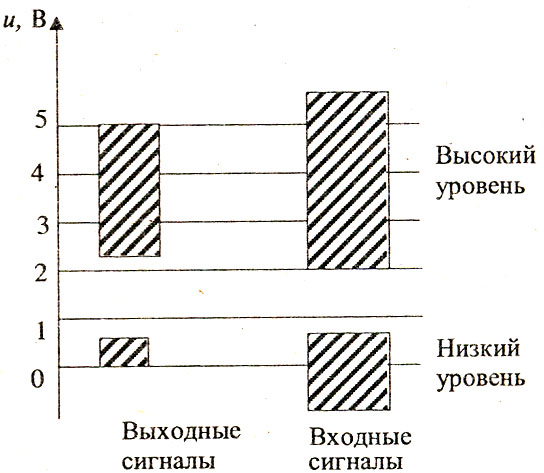 u, В
5
4
3
2
1
0
Высокий
уровень
Низкий
уровень
Выходные
сигналы
Входные
сигналы